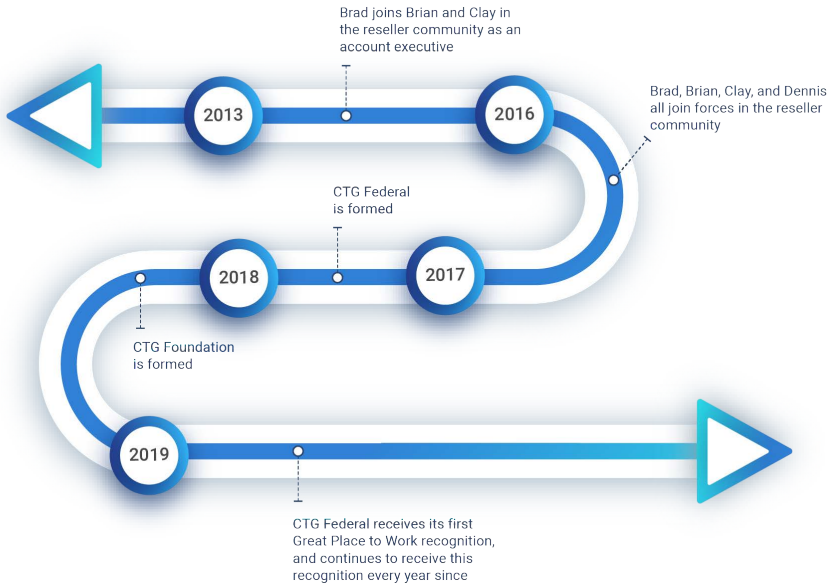 Brad joins Brian and Clay in
the reseller community as an
account executive
2013
2016
Brad, Brian, Clay, and Dennis
all join forces in the reseller
community
CTG Federal
is formed
2018
2017
CTG Foundation
is formed
2019
CTG Federal receives its first
Great Place to Work recognition,
and continues to receive this
recognition every year since